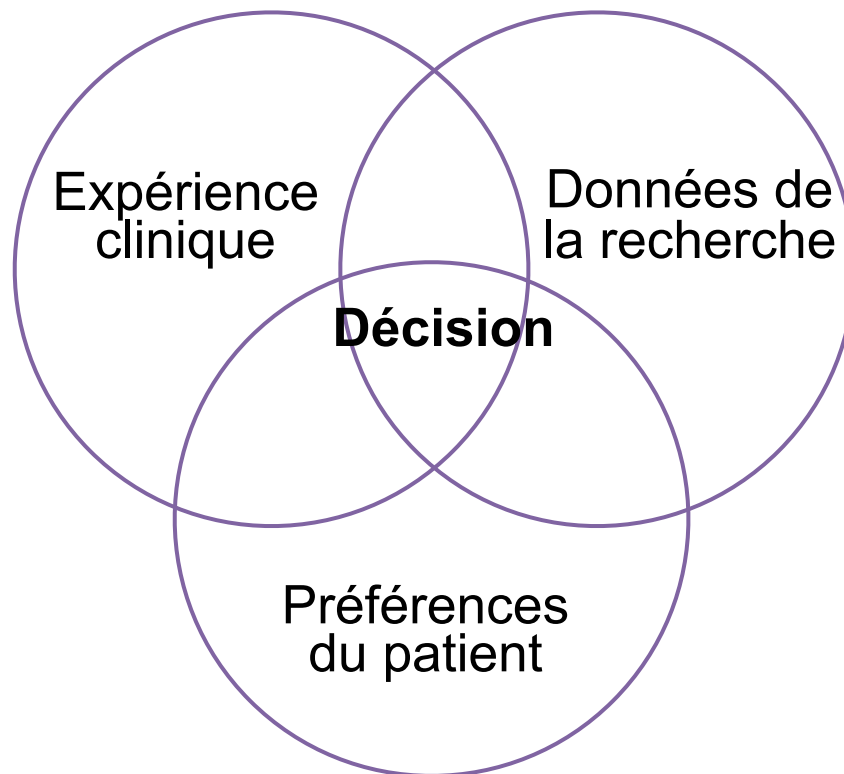 Expérience
clinique
Données de
la recherche
Décision
Préférences
du patient